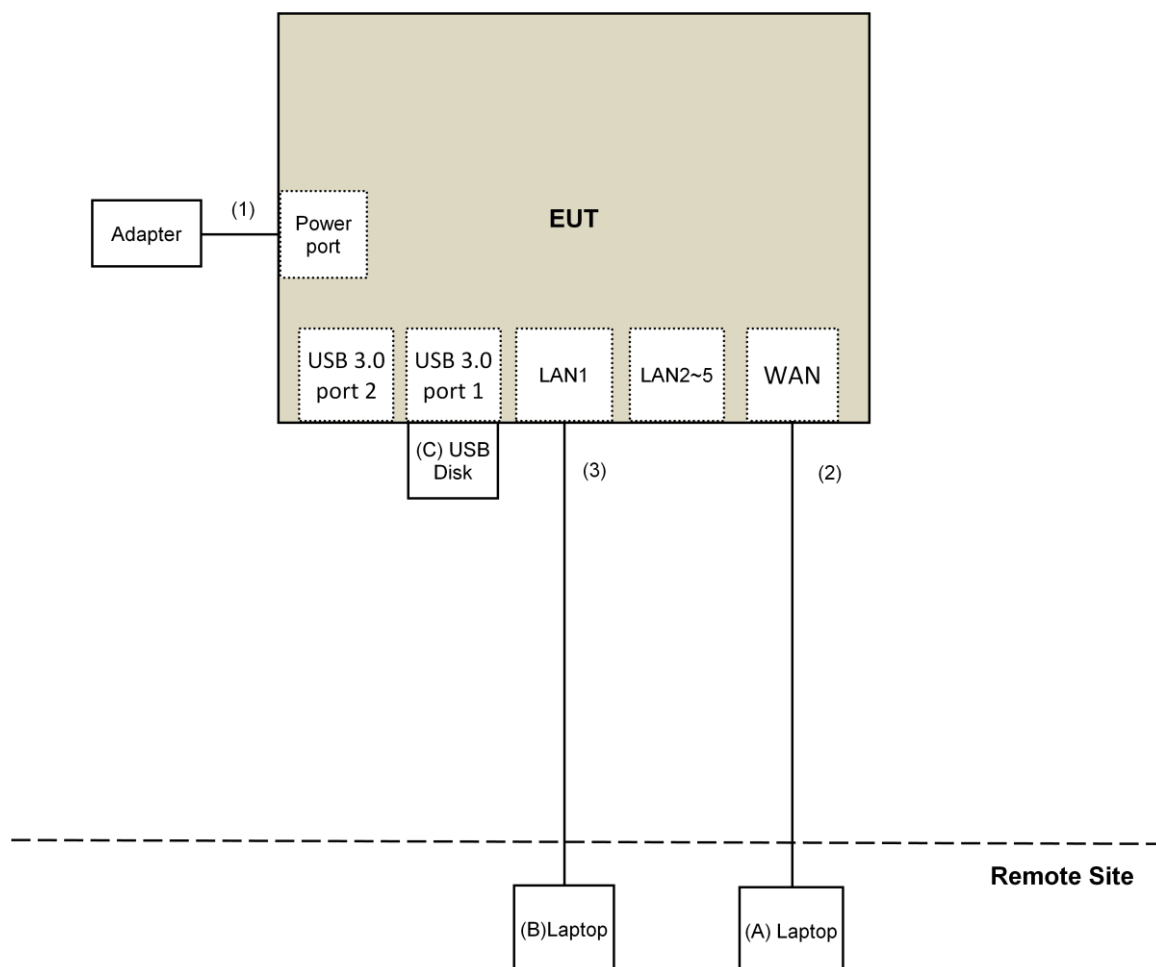 EUT
(1)
Adapter
Power
port
USB 3.0
port 2
USB 3.0
port 1
LAN1
LAN2~5
WAN
(C) USB
Disk
(3)
(2)
Remote Site
(B)Laptop
(A) Laptop